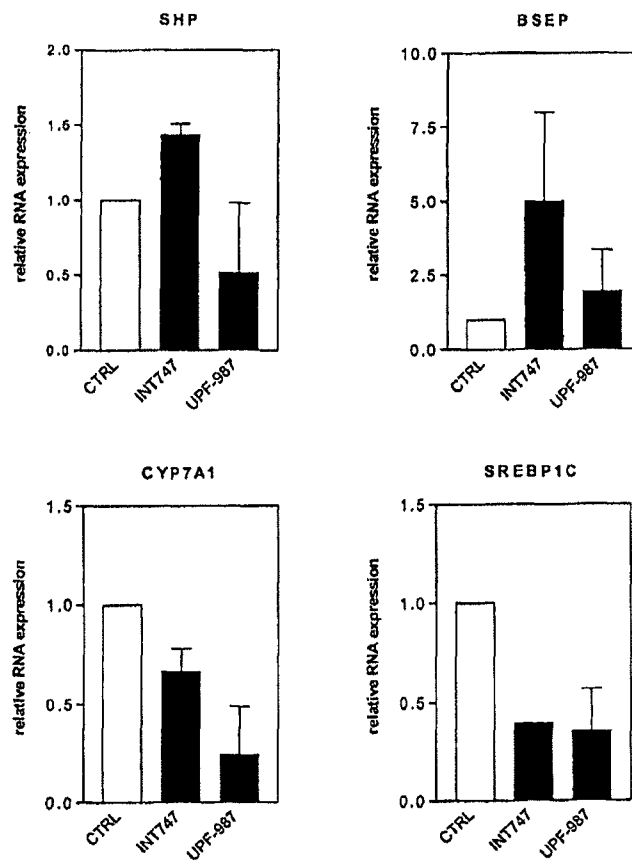 SHP
relative RNA expression
2.0
1.5
1.0
0.5
0.0
CTRL
INT747
UPF-987
BSEP
relative RNA expression
10.0
7.5
5.0
2.5
0.0
CTRL
INT747
UPF-987
CYP7A1
relative RNA expression
1.5
1.0
0.5
0.0
CTRL
INT747
UPF-987
SREBP1C
relative RNA expression
1.5
1.0
0.5
0.0
CTRL
INT747
UPF-987